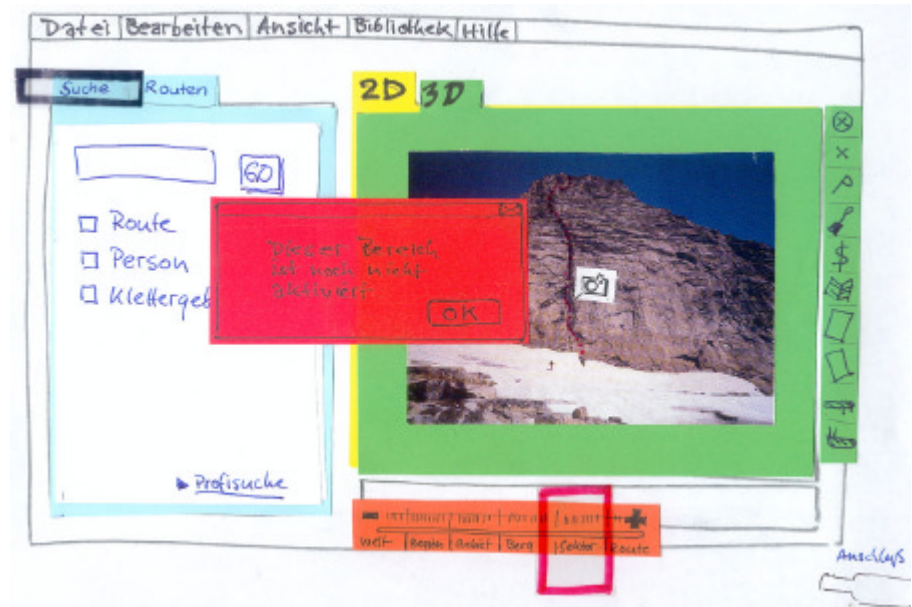 Datei Bearbeiten Ansicht Bibliothek Hilfe
Suche Routen
2D 3D
GO
Route
Person
Klettergeb
Dieser Bereich
ist noch nicht
aktiviert
OK
Profisuche
Welt Region Gebiet Berg Sektor Route
Anschluß